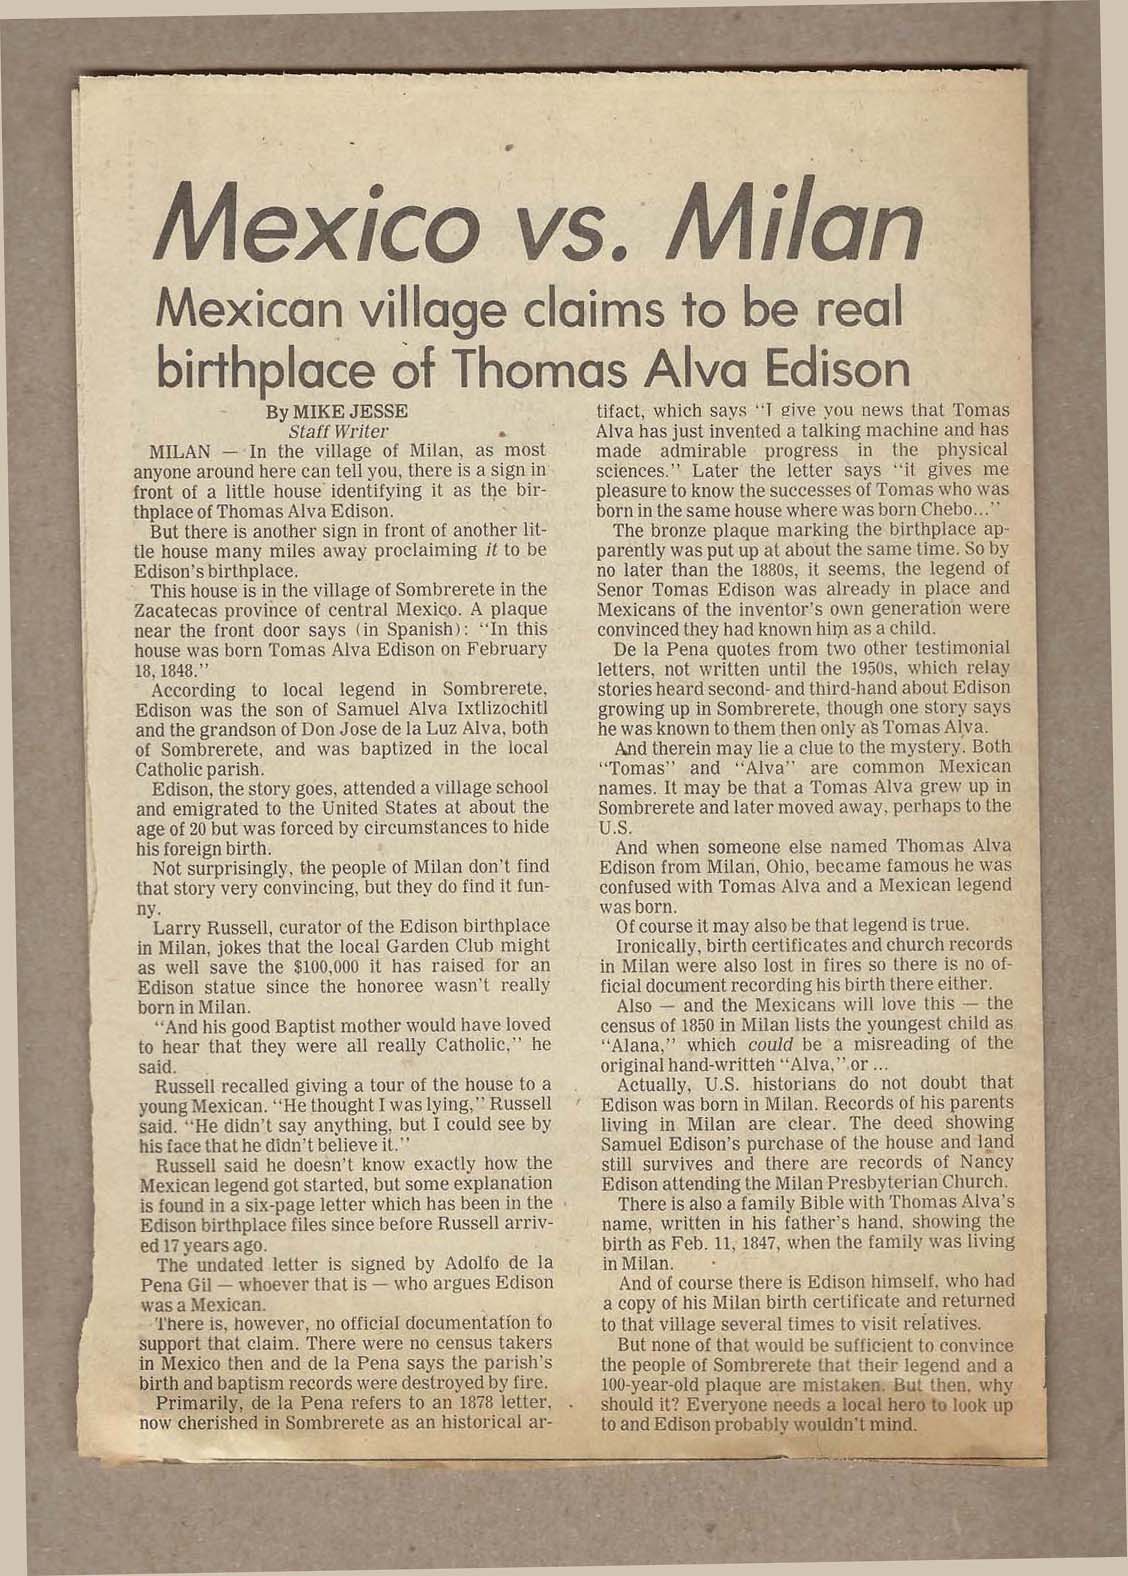 Mexico vs. Milan
Mexican village claims to be real
birthplace of Thomas Alva Edison
By MIKE JESSE
Staff Writer
MILAN — In the village of Milan, as most
anyone around here can tell you, there is a sign in
front of a little house identifying it as the bir-
thplace of Thomas Alva Edison.
But there is another sign in front of another lit-
tle house many miles away proclaiming it to be
Edison's birthplace.
This house is in the village of Sombrerete in the
Zacatecas province of central Mexico. A plaque
near the front door says (in Spanish): "In this
house was born Tomas Alva Edison on February
18, 1848."
According to local legend in Sombrerete,
Edison was the son of Samuel Alva Ixtlizochitl
and the grandson of Don Jose de la Luz Alva, both
of Sombrerete, and was baptized in the local
Catholic parish.
Edison, the story goes, attended a village school
and emigrated to the United States at about the
age of 20 but was forced by circumstances to hide
his foreign birth.
Not surprisingly, the people of Milan don't find
that story very convincing, but they do find it fun-
ny.
Larry Russell, curator of the Edison birthplace
in Milan, jokes that the local Garden Club might
as well save the $100,000 it has raised for an
Edison statue since the honoree wasn't really
born in Milan.
"And his good Baptist mother would have loved
to hear that they were all really Catholic," he
said.
Russell recalled giving a tour of the house to a
young Mexican. "He thought I was lying," Russell
said. "He didn't say anything, but I could see by
his face that he didn't believe it."
Russell said he doesn't know exactly how the
Mexican legend got started, but some explanation
is found in a six-page letter which has been in the
Edison birthplace files since before Russell arriv-
ed 17 years ago.
The undated letter is signed by Adolfo de la
Pena Gil — whoever that is — who argues Edison
was a Mexican.
There is, however, no official documentation to
support that claim. There were no census takers
in Mexico then and de la Pena says the parish's
birth and baptism records were destroyed by fire.
Primarily, de la Pena refers to an 1878 letter,
now cherished in Sombrerete as an historical ar-
tifact, which says "I give you news that Tomas
Alva has just invented a talking machine and has
made admirable progress in the physical
sciences." Later the letter says "it gives me
pleasure to know the successes of Tomas who was
born in the same house where was born Chebo..."
The bronze plaque marking the birthplace ap-
parently was put up at about the same time. So by
no later than the 1880s, it seems, the legend of
Senor Tomas Edison was already in place and
Mexicans of the inventor's own generation were
convinced they had known him as a child.
De la Pena quotes from two other testimonial
letters, not written until the 1950s, which relay
stories heard second- and third-hand about Edison
growing up in Sombrerete, though one story says
he was known to them then only as Tomas Alva.
And therein may lie a clue to the mystery. Both
"Tomas" and "Alva" are common Mexican
names. It may be that a Tomas Alva grew up in
Sombrerete and later moved away, perhaps to the
U.S.
And when someone else named Thomas Alva
Edison from Milan, Ohio, became famous he was
confused with Tomas Alva and a Mexican legend
was born.
Of course it may also be that legend is true.
Ironically, birth certificates and church records
in Milan were also lost in fires so there is no of-
ficial document recording his birth there either.
Also — and the Mexicans will love this — the
census of 1850 in Milan lists the youngest child as
"Alana," which could be a misreading of the
original hand-written "Alva," or ...
Actually, U.S. historians do not doubt that
Edison was born in Milan. Records of his parents
living in Milan are clear. The deed showing
Samuel Edison's purchase of the house and land
still survives and there are records of Nancy
Edison attending the Milan Presbyterian Church.
There is also a family Bible with Thomas Alva's
name, written in his father's hand, showing the
birth as Feb. 11, 1847, when the family was living
in Milan.
And of course there is Edison himself, who had
a copy of his Milan birth certificate and returned
to that village several times to visit relatives.
But none of that would be sufficient to convince
the people of Sombrerete that their legend and a
100-year-old plaque are mistaken. But then, why
should it? Everyone needs a local hero to look up
to and Edison probably wouldn't mind.